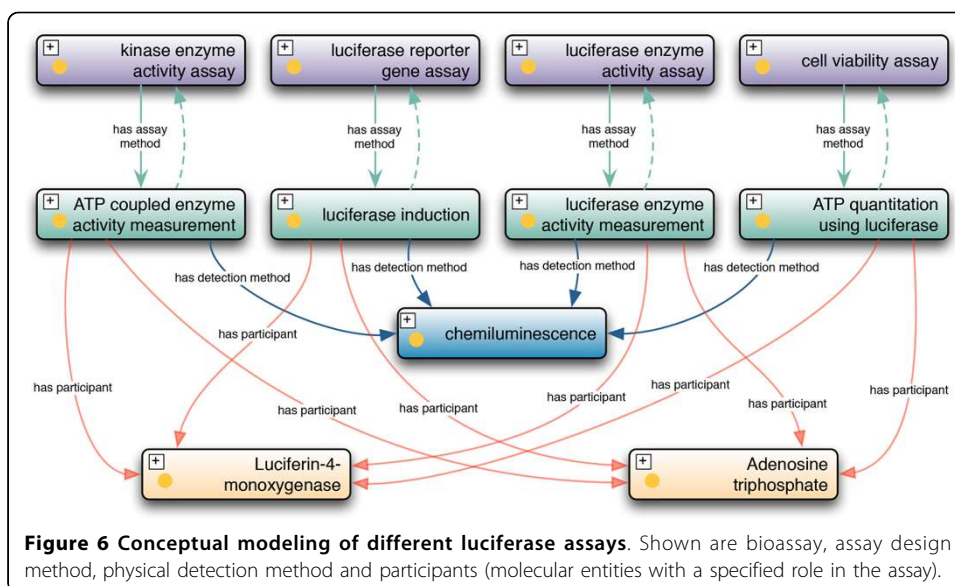 kinase enzyme
activity assay
luciferase reporter
gene assay
luciferase enzyme
activity assay
cell viability assay
has assay
method
has assay
method
has assay
method
has assay
method
ATP coupled enzyme
activity measurement
luciferase induction
luciferase enzyme
activity measurement
ATP quantitation
using luciferase
has detection method
has detection method
has detection method
has detection method
chemiluminescence
has participant
has participant
has participant
has participant
has participant
has participant
has participant
has participant
Luciferin-4-
monoxygenase
Adenosine
triphosphate
Figure 6 Conceptual modeling of different luciferase assays. Shown are bioassay, assay design
method, physical detection method and participants (molecular entities with a specified role in the assay).